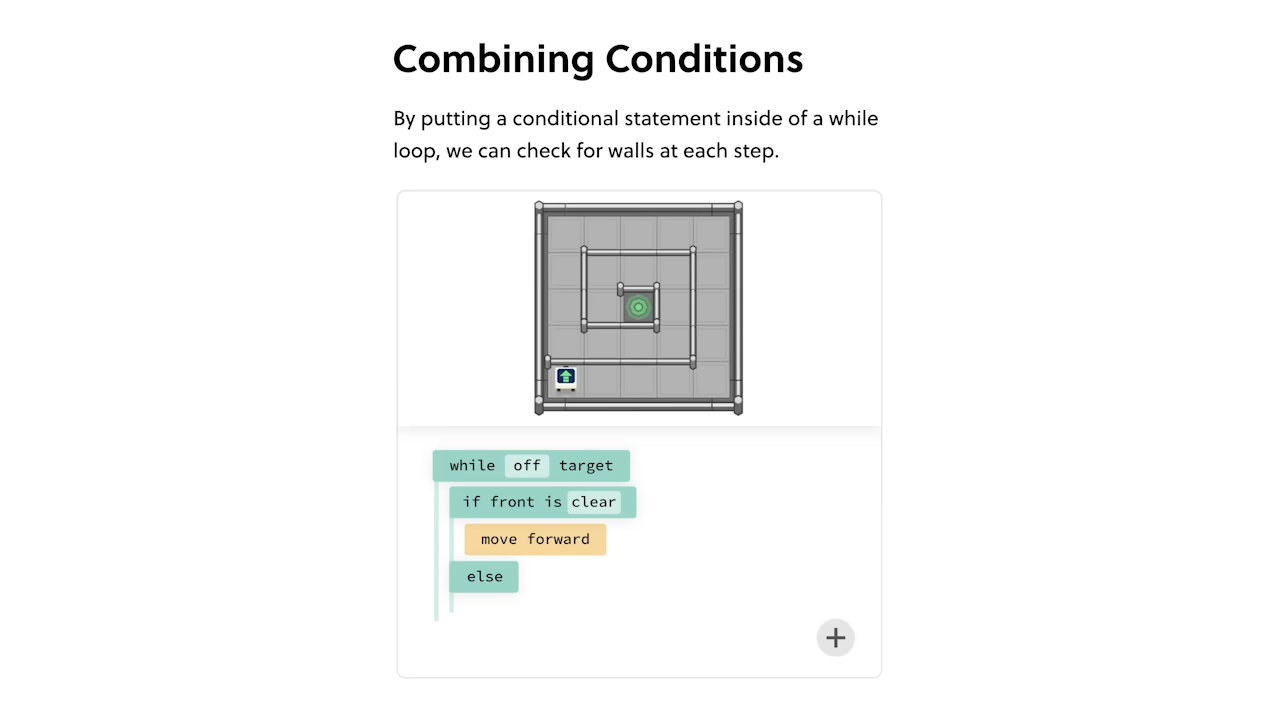 Combining Conditions
By putting a conditional statement inside of a while
loop, we can check for walls at each step.
while off target
if front is clear
move forward
else